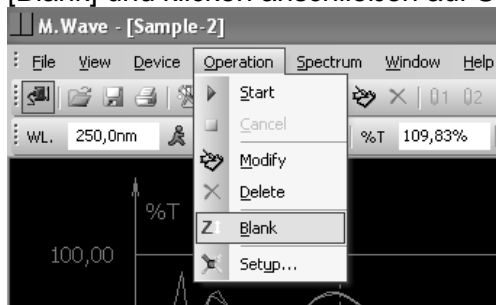 M.Wave - [Sample-2]
File View Device Operation Spectrum Window Help
Start
Cancel
Modify
Delete
Z Blank
Setup...
WL. 250,0nm %T 109,83%
%T
100,00